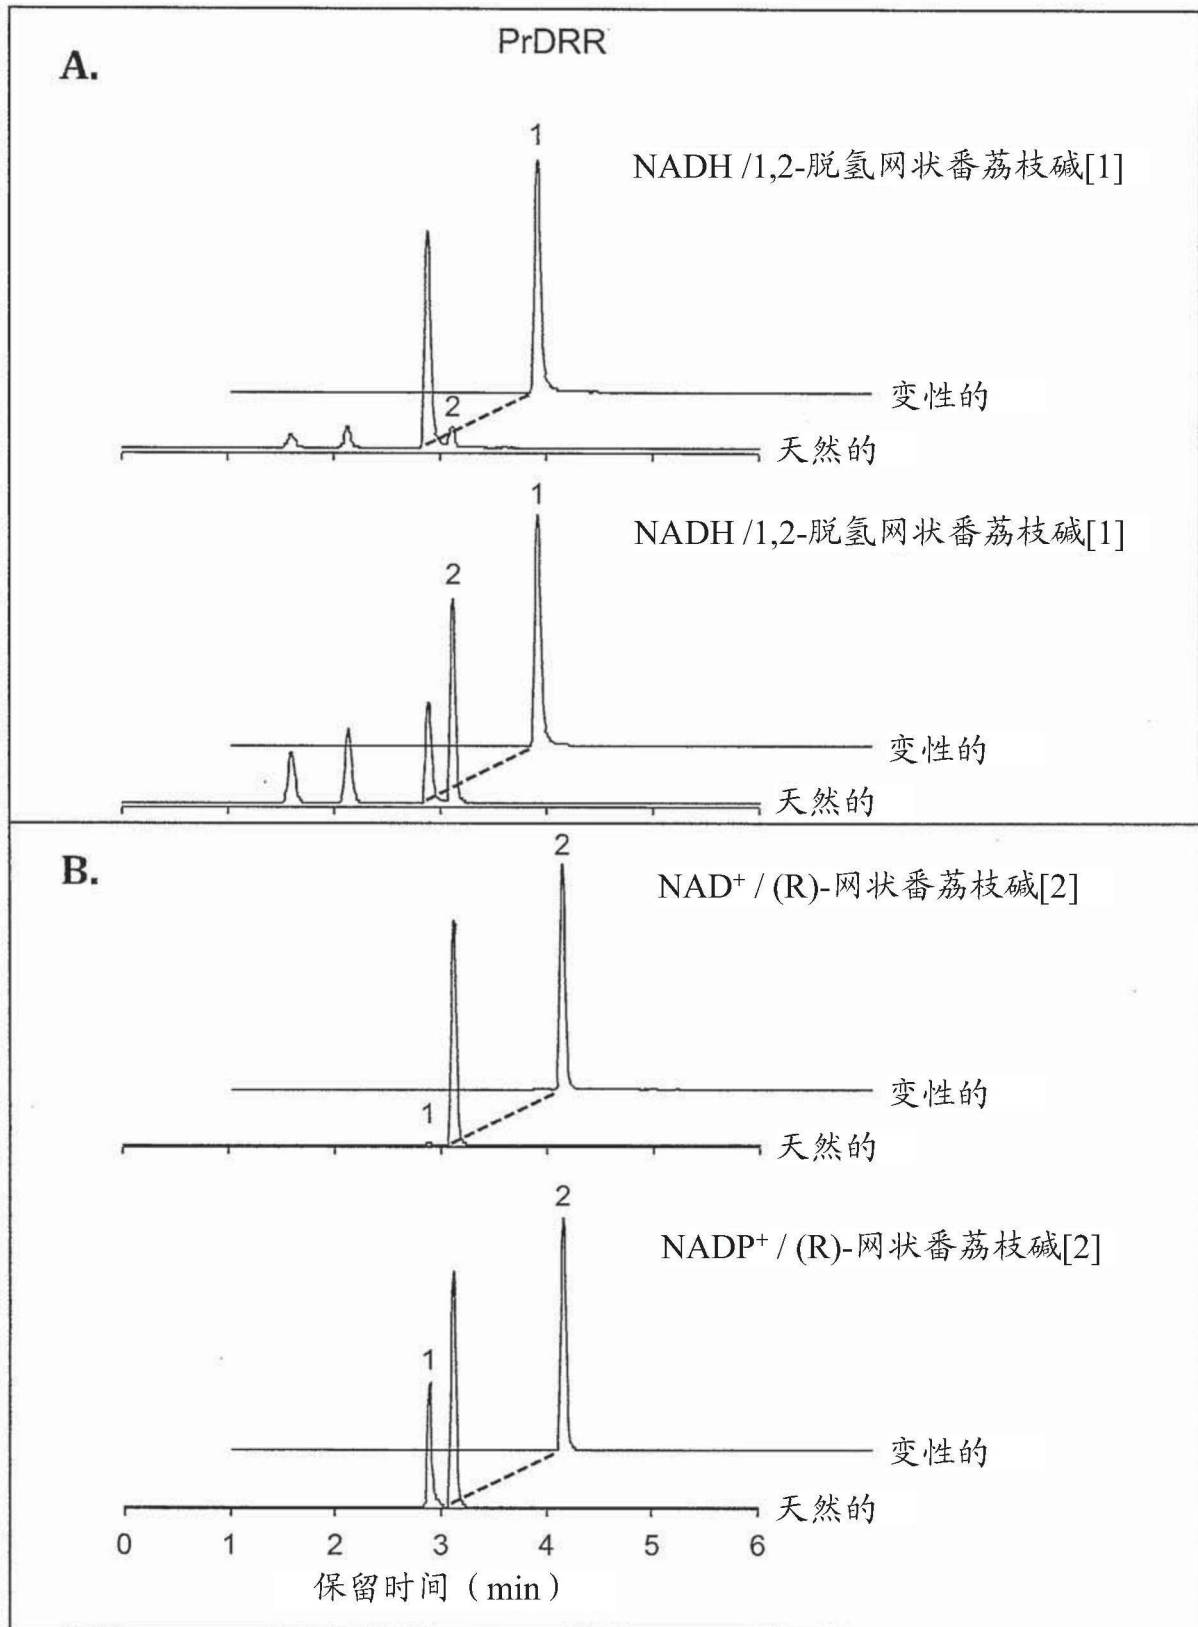 PrDRR
A.
1
NADH /1,2-脱氢网状番荔枝碱[1]
变性的
2
天然的
1
NADH /1,2-脱氢网状番荔枝碱[1]
2
变性的
天然的
B.
2
NAD⁺ / (R)-网状番荔枝碱[2]
变性的
1
天然的
2
NADP⁺ / (R)-网状番荔枝碱[2]
1
变性的
天然的
0 1 2 3 4 5 6
保留时间（min）